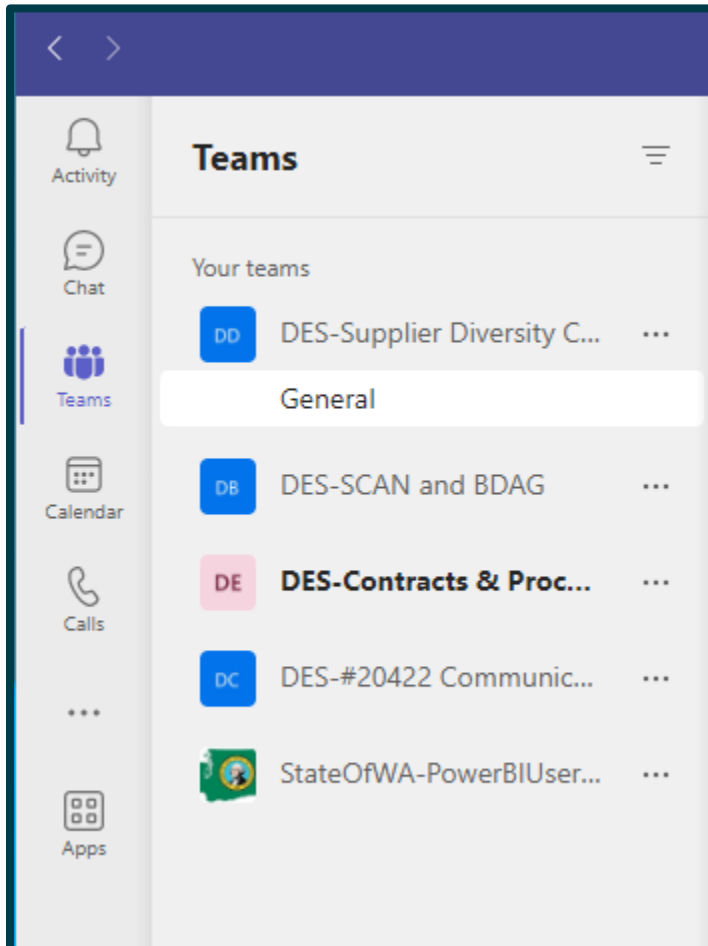 Activity
Chat
Teams
Calendar
Calls
...
Apps
Teams
Your teams
DD DES-Supplier Diversity C... ...
General
DB DES-SCAN and BDAG ...
DE DES-Contracts & Proc... ...
DC DES-#20422 Communic... ...
StateOfWA-PowerBIUser... ...